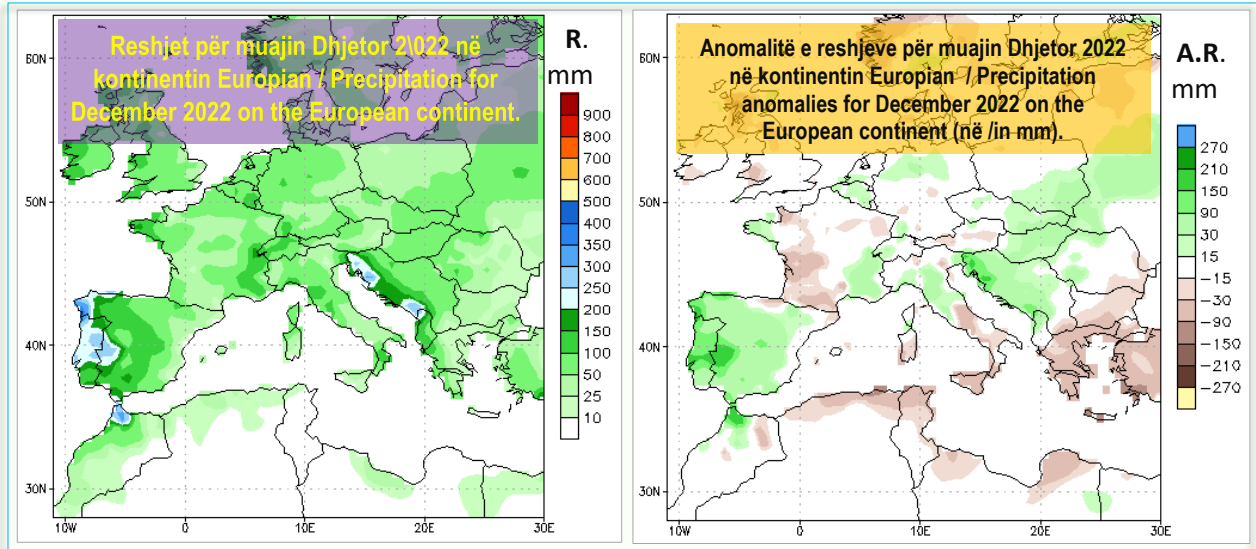 Reshjet për muajin Dhjetor 2\022 në
kontinentin Europian / Precipitation for
December 2022 on the European continent.
R.
mm
900
800
700
600
500
400
350
300
250
200
150
100
50
25
10
60N
50N
40N
30N
10W
0
10E
20E
30E
Anomalitë e reshjeve për muajin Dhjetor 2022
në kontinentin Europian / Precipitation
anomalies for December 2022 on the
European continent (në /in mm).
A.R.
mm
270
210
150
90
30
15
−15
−30
−90
−150
−210
−270
60N
50N
40N
30N
10W
0
10E
20E
30E